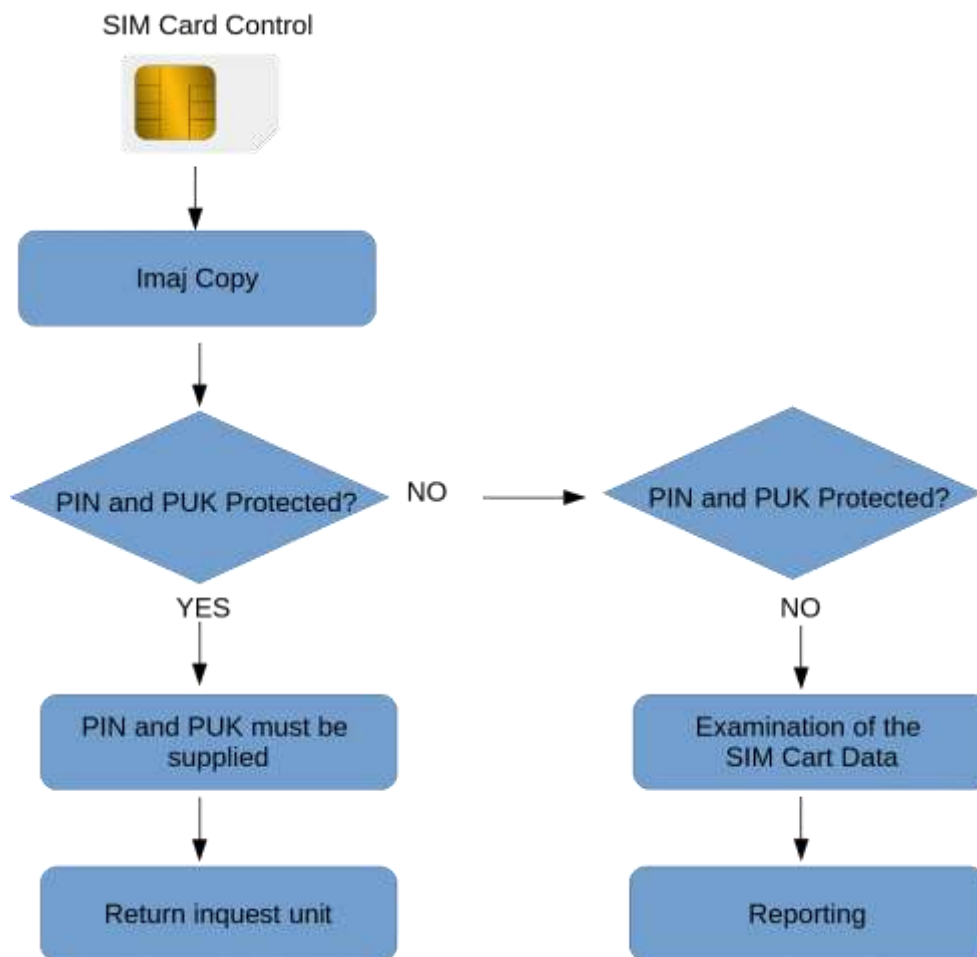 SIM Card Control
Imaj Copy
PIN and PUK Protected?
NO
PIN and PUK Protected?
YES
NO
PIN and PUK must be
supplied
Examination of the
SIM Cart Data
Return inquest unit
Reporting